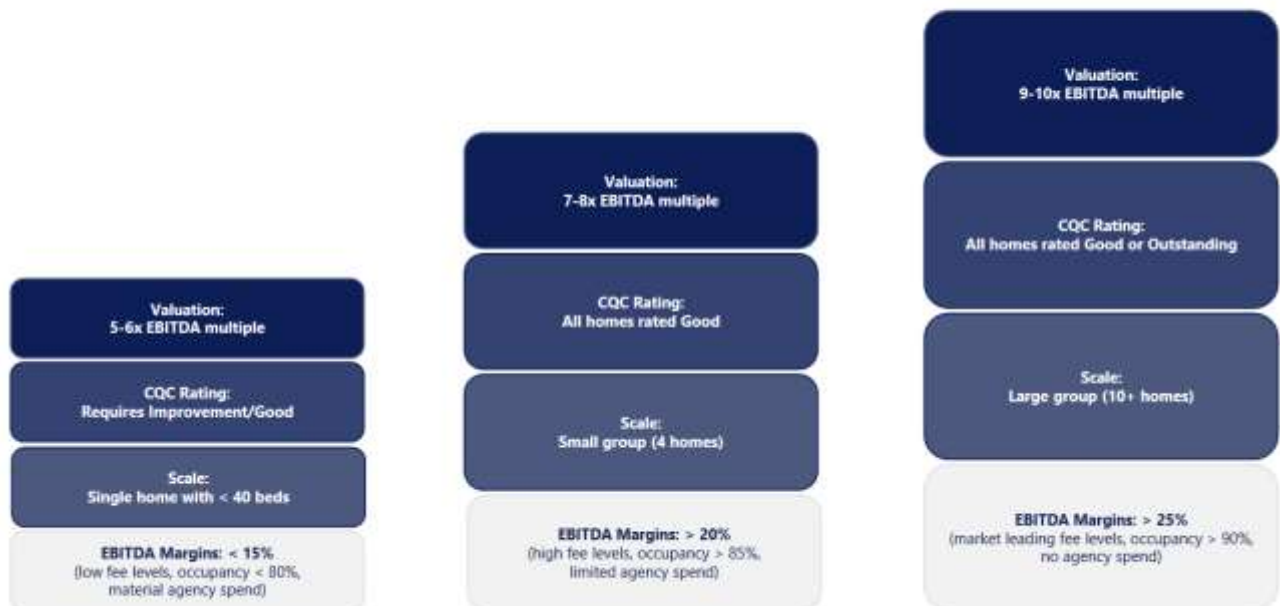 Valuation:
5-6x EBITDA multiple
CQC Rating:
Requires Improvement/Good
Scale:
Single home with < 40 beds
EBITDA Margins: < 15%
(low fee levels, occupancy < 80%,
material agency spend)
Valuation:
7-8x EBITDA multiple
CQC Rating:
All homes rated Good
Scale:
Small group (4 homes)
EBITDA Margins: > 20%
(high fee levels, occupancy > 85%,
limited agency spend)
Valuation:
9-10x EBITDA multiple
CQC Rating:
All homes rated Good or Outstanding
Scale:
Large group (10+ homes)
EBITDA Margins: > 25%
(market leading fee levels, occupancy > 90%,
no agency spend)